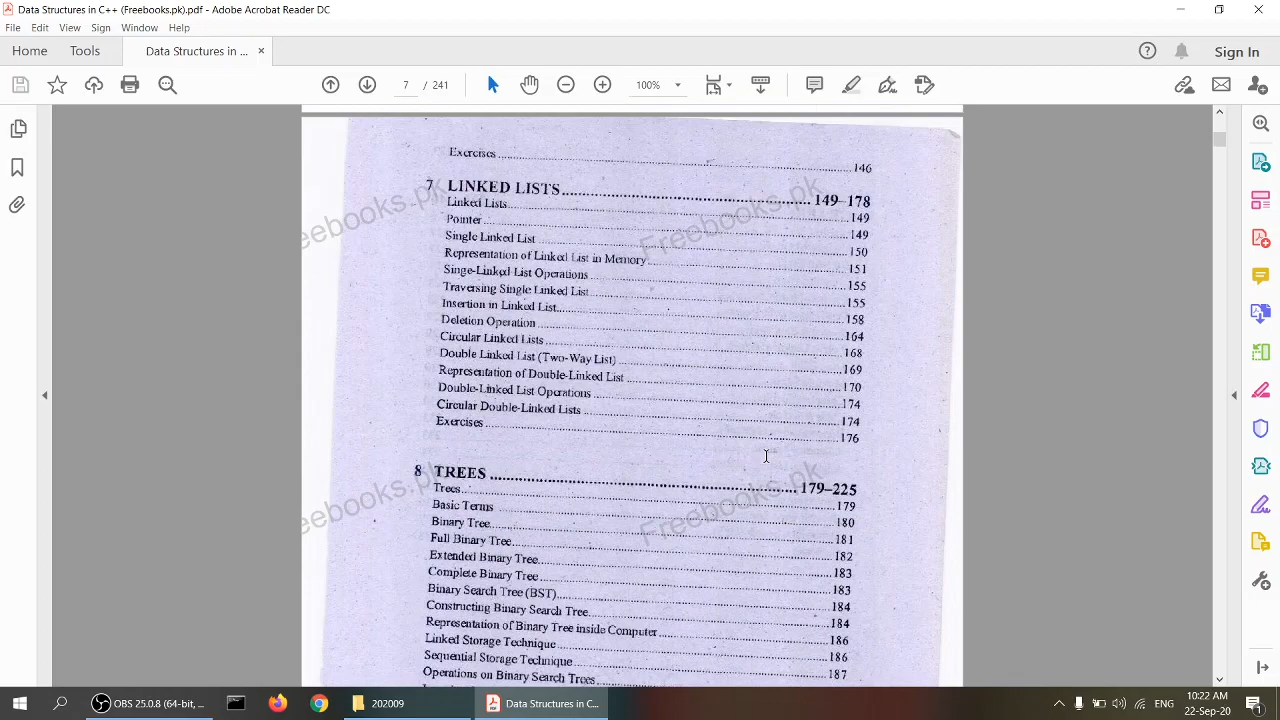 Data Structures in C++ (Freebooks.pk).pdf - Adobe Acrobat Reader DC
File Edit View Sign Window Help
Home Tools Data Structures in ... × Sign In
7 / 241 100%
Exercises 146
7 LINKED LISTS 149–178
Linked Lists 149
Pointer 149
Single Linked List 150
Representation of Linked List in Memory 151
Singe-Linked List Operations 155
Traversing Single Linked List 155
Insertion in Linked List 158
Deletion Operation 164
Circular Linked Lists 168
Double Linked List (Two-Way List) 169
Representation of Double-Linked List 170
Double-Linked List Operations 174
Circular Double-Linked Lists 174
Exercises 176
8 TREES 179–225
Trees 179
Basic Terms 180
Binary Tree 181
Full Binary Tree 182
Extended Binary Tree 183
Complete Binary Tree 183
Binary Search Tree (BST) 184
Constructing Binary Search Tree 184
Representation of Binary Tree inside Computer 186
Linked Storage Technique 186
Sequential Storage Technique 187
Operations on Binary Search Trees
eebooks.pk
Freebooks.pk
eebooks.pk
Freebooks.pk
OBS 25.0.8 (64-bit, ... 202009 Data Structures in C... ENG 10:22 AM
22-Sep-20